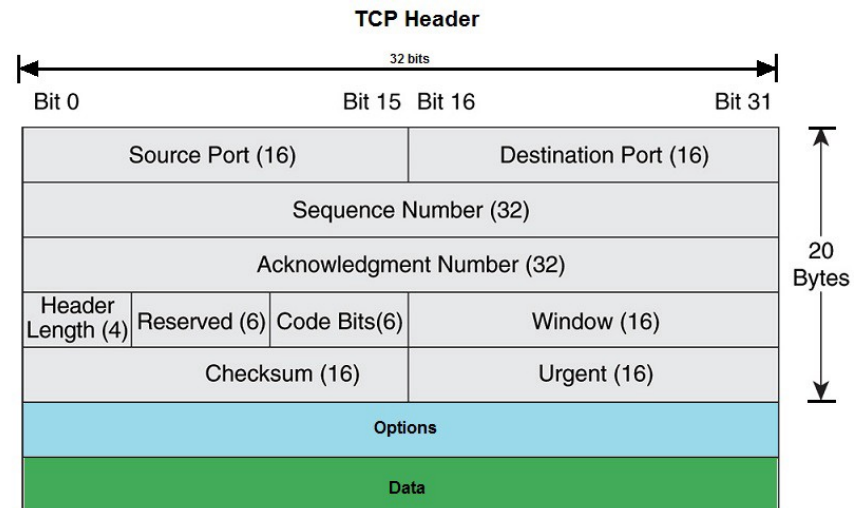 TCP Header
32 bits
Bit 0 Bit 15 Bit 16 Bit 31
Source Port (16) Destination Port (16)
Sequence Number (32)
Acknowledgment Number (32)
20
Bytes
Header
Length (4) Reserved (6) Code Bits(6) Window (16)
Checksum (16) Urgent (16)
Options
Data